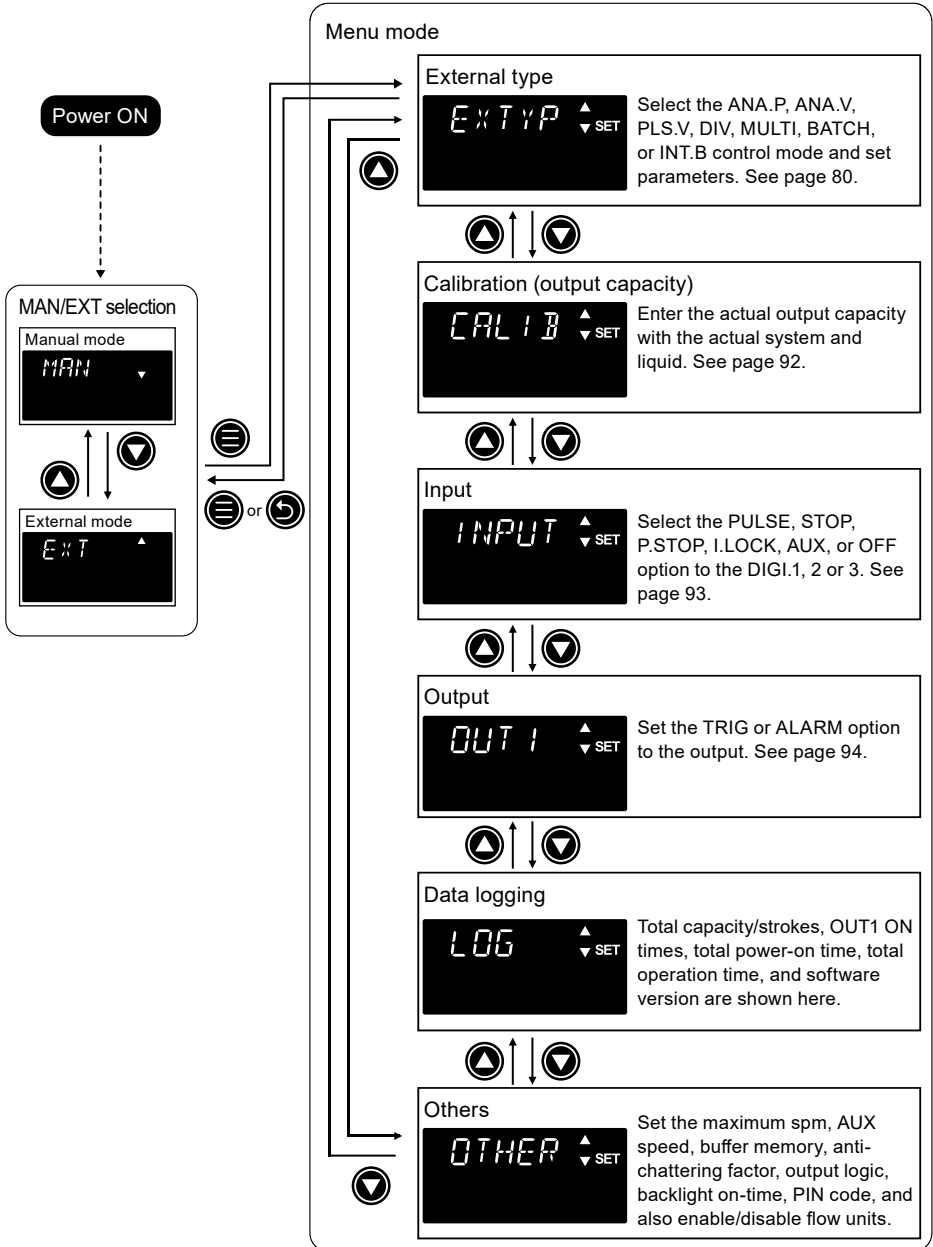 Menu mode
Power ON
MAN/EXT selection
Manual mode
MAN
External mode
EXT
or
External type
EXTYP
SET
Select the ANA.P, ANA.V,
PLS.V, DIV, MULTI, BATCH,
or INT.B control mode and set
parameters. See page 80.
Calibration (output capacity)
CALIB
SET
Enter the actual output capacity
with the actual system and
liquid. See page 92.
Input
INPUT
SET
Select the PULSE, STOP,
P.STOP, I.LOCK, AUX, or OFF
option to the DIGI.1, 2 or 3. See
page 93.
Output
OUT1
SET
Set the TRIG or ALARM option
to the output. See page 94.
Data logging
LOG
SET
Total capacity/strokes, OUT1 ON
times, total power-on time, total
operation time, and software
version are shown here.
Others
OTHER
SET
Set the maximum spm, AUX
speed, buffer memory, anti-
chattering factor, output logic,
backlight on-time, PIN code, and
also enable/disable flow units.